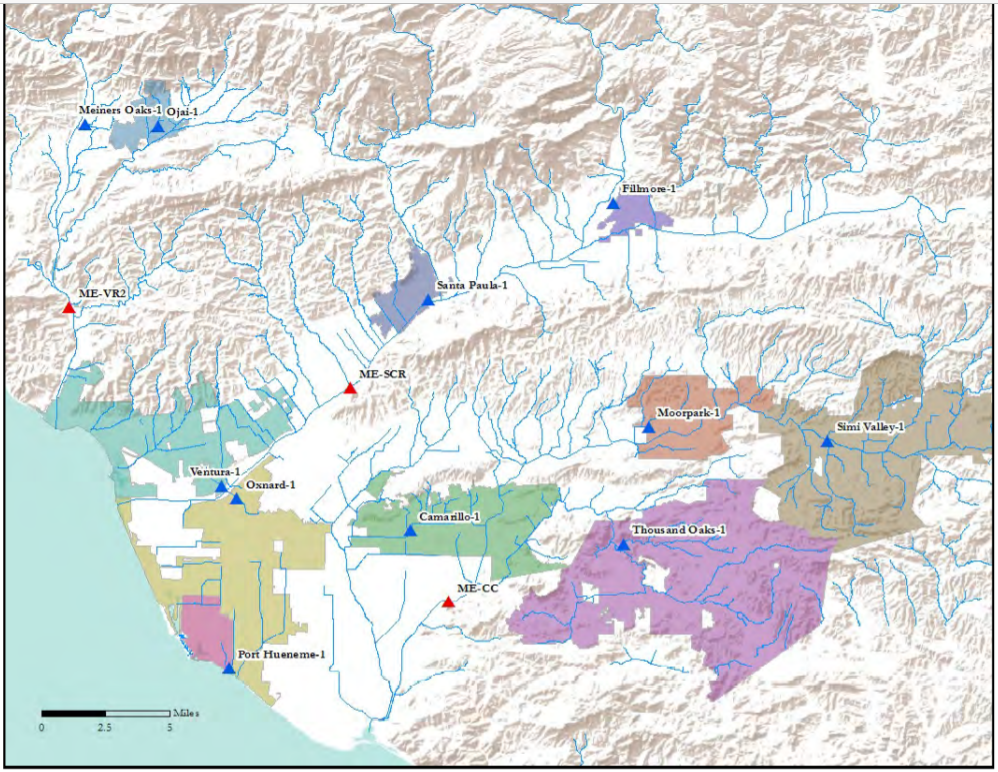 Meiners Oaks-1
Ojai-1
Fillmore-1
Santa Paula-1
ME-VR2
ME-SCR
Moorpark-1
Simi Valley-1
Ventura-1
Oxnard-1
Camarillo-1
Thousand Oaks-1
ME-CC
Port Hueneme-1
Miles
0 2.5 5